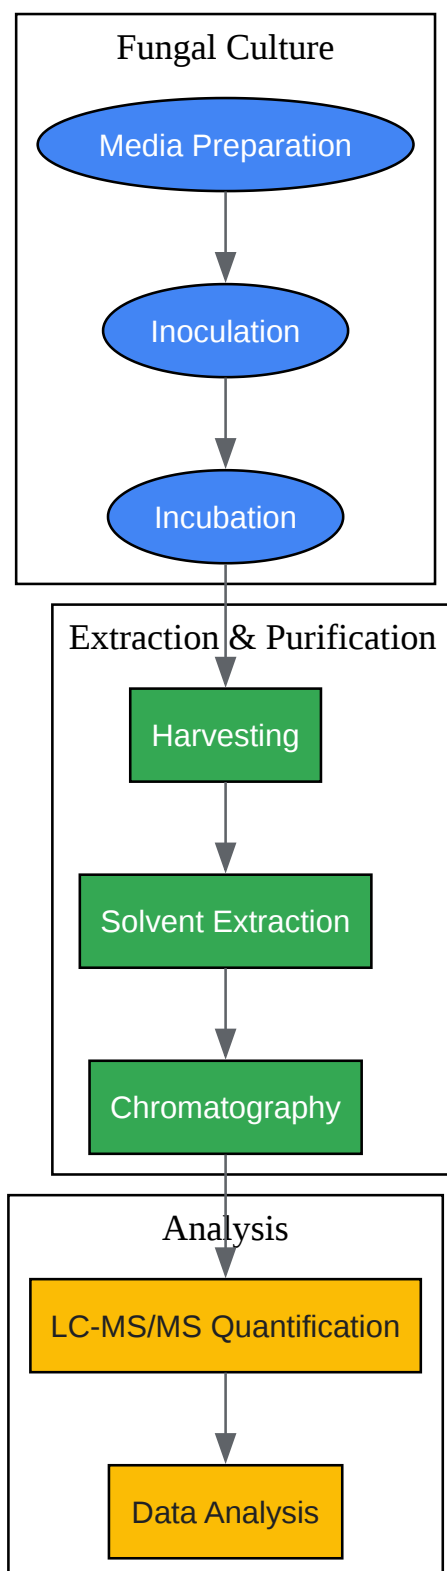 Fungal Culture
Media Preparation
Inoculation
Incubation
Extraction & Purification
Harvesting
Solvent Extraction
Chromatography
Analysis
LC-MS/MS Quantification
Data Analysis